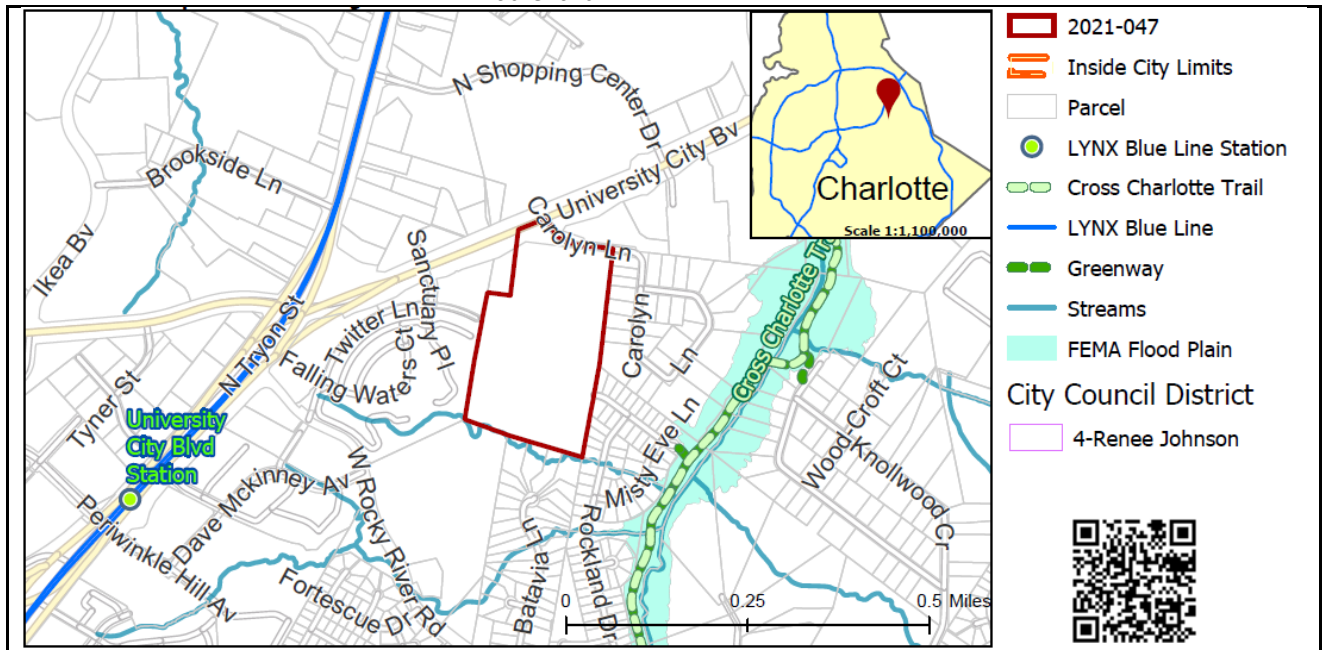 N Shopping Center Dr
University City Bv
Brookside Ln
Ikea Bv
Carolyn Ln
Sanctuary Pl
Twitter Ln
Falling Waters Ct
N Tryon St
Tyner St
University
City Blvd
Station
Periwinkle Hill Av
Dave Mckinney Av
W Rocky River Rd
Fortescue Dr
Carolyn
Ln
Misty Eve Ln
Batavia Ln
Rockland Dr
Cross Charlotte Trail
Cross Charlotte Tra
Wood-Croft Ct
Knollwood Cr
0
0.25
0.5 Miles
Charlotte
Scale 1:1,100,000
2021-047
Inside City Limits
Parcel
LYNX Blue Line Station
Cross Charlotte Trail
LYNX Blue Line
Greenway
Streams
FEMA Flood Plain
City Council District
4-Renee Johnson